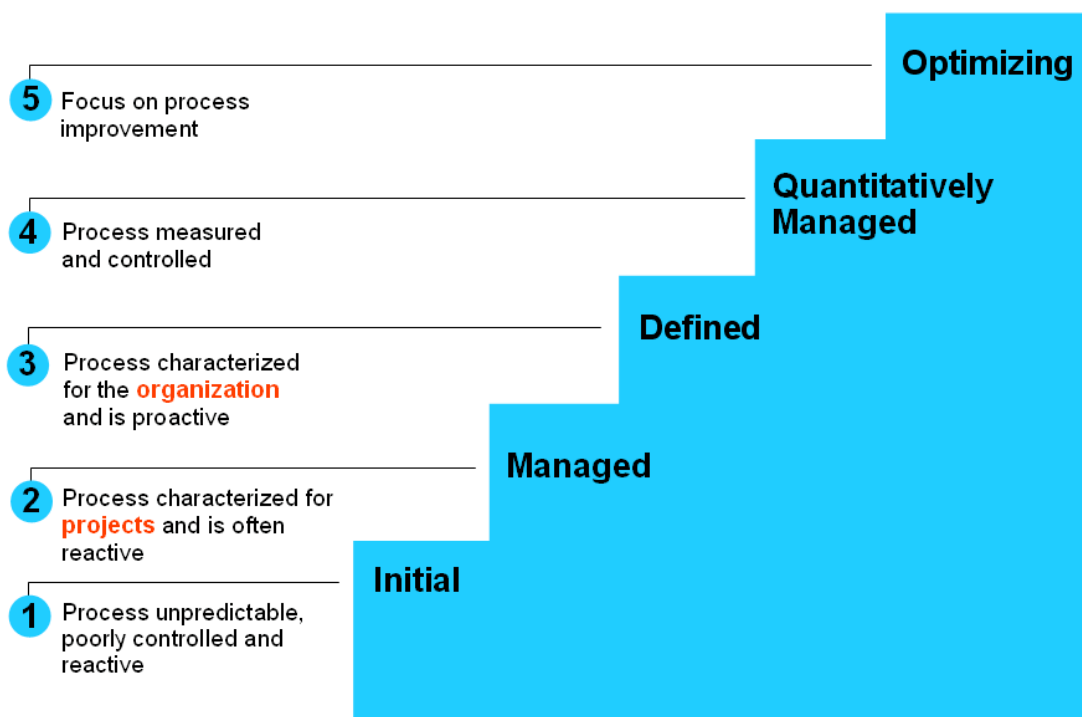 Optimizing
5
Focus on process
improvement
Quantitatively
Managed
4
Process measured
and controlled
Defined
3
Process characterized
for the organization
and is proactive
Managed
2
Process characterized for
projects and is often
reactive
Initial
1
Process unpredictable,
poorly controlled and
reactive